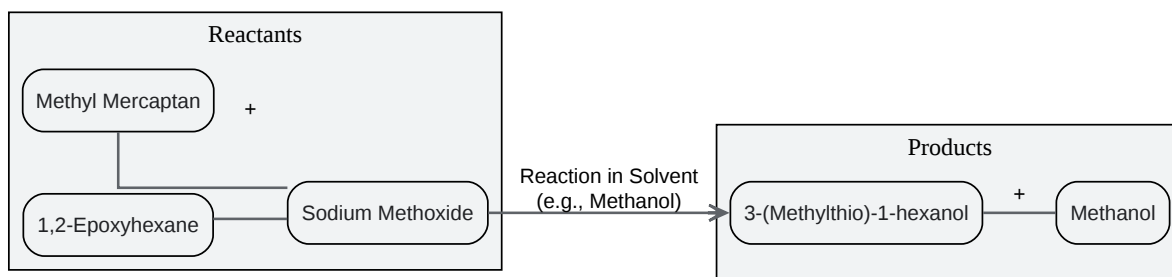 Reactants
Methyl Mercaptan
+
1,2-Epoxyhexane
Sodium Methoxide
Reaction in Solvent
(e.g., Methanol)
Products
3-(Methylthio)-1-hexanol
+
Methanol